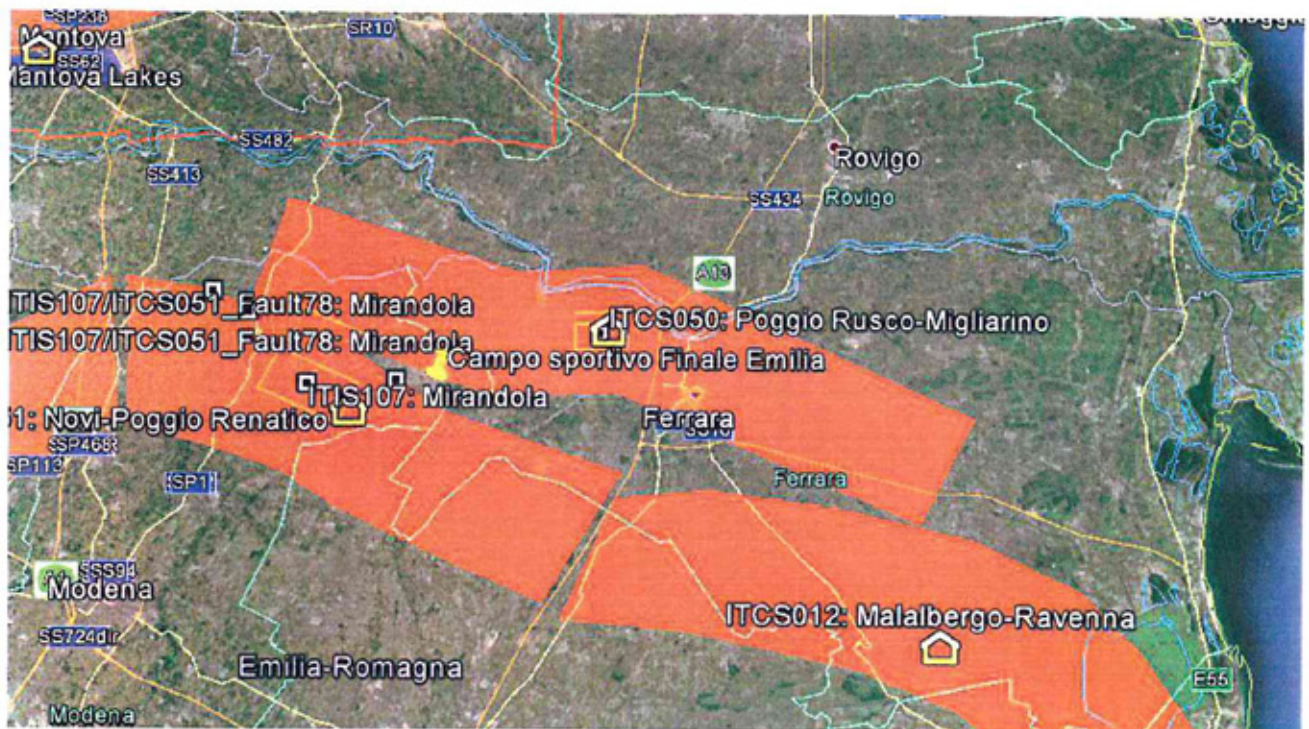 SP236
Mantova
SS62
Mantova Lakes
SR10
SS482
SS413
Rovigo
SS434
Rovigo
A13
ITIS107/ITCS051_Fault78: Mirandola
ITCS050: Poggio Rusco-Migliarino
ITIS107/ITCS051_Fault78: Mirandola
Campo sportivo Finale Emilia
ITIS107: Mirandola
51: Novi-Poggio Renatico
Ferrara
SP468
SP113
SP1
Ferrara
Modena
ITCS012: Malalbergo-Ravenna
SS724dir
Emilia-Romagna
E55
Modena